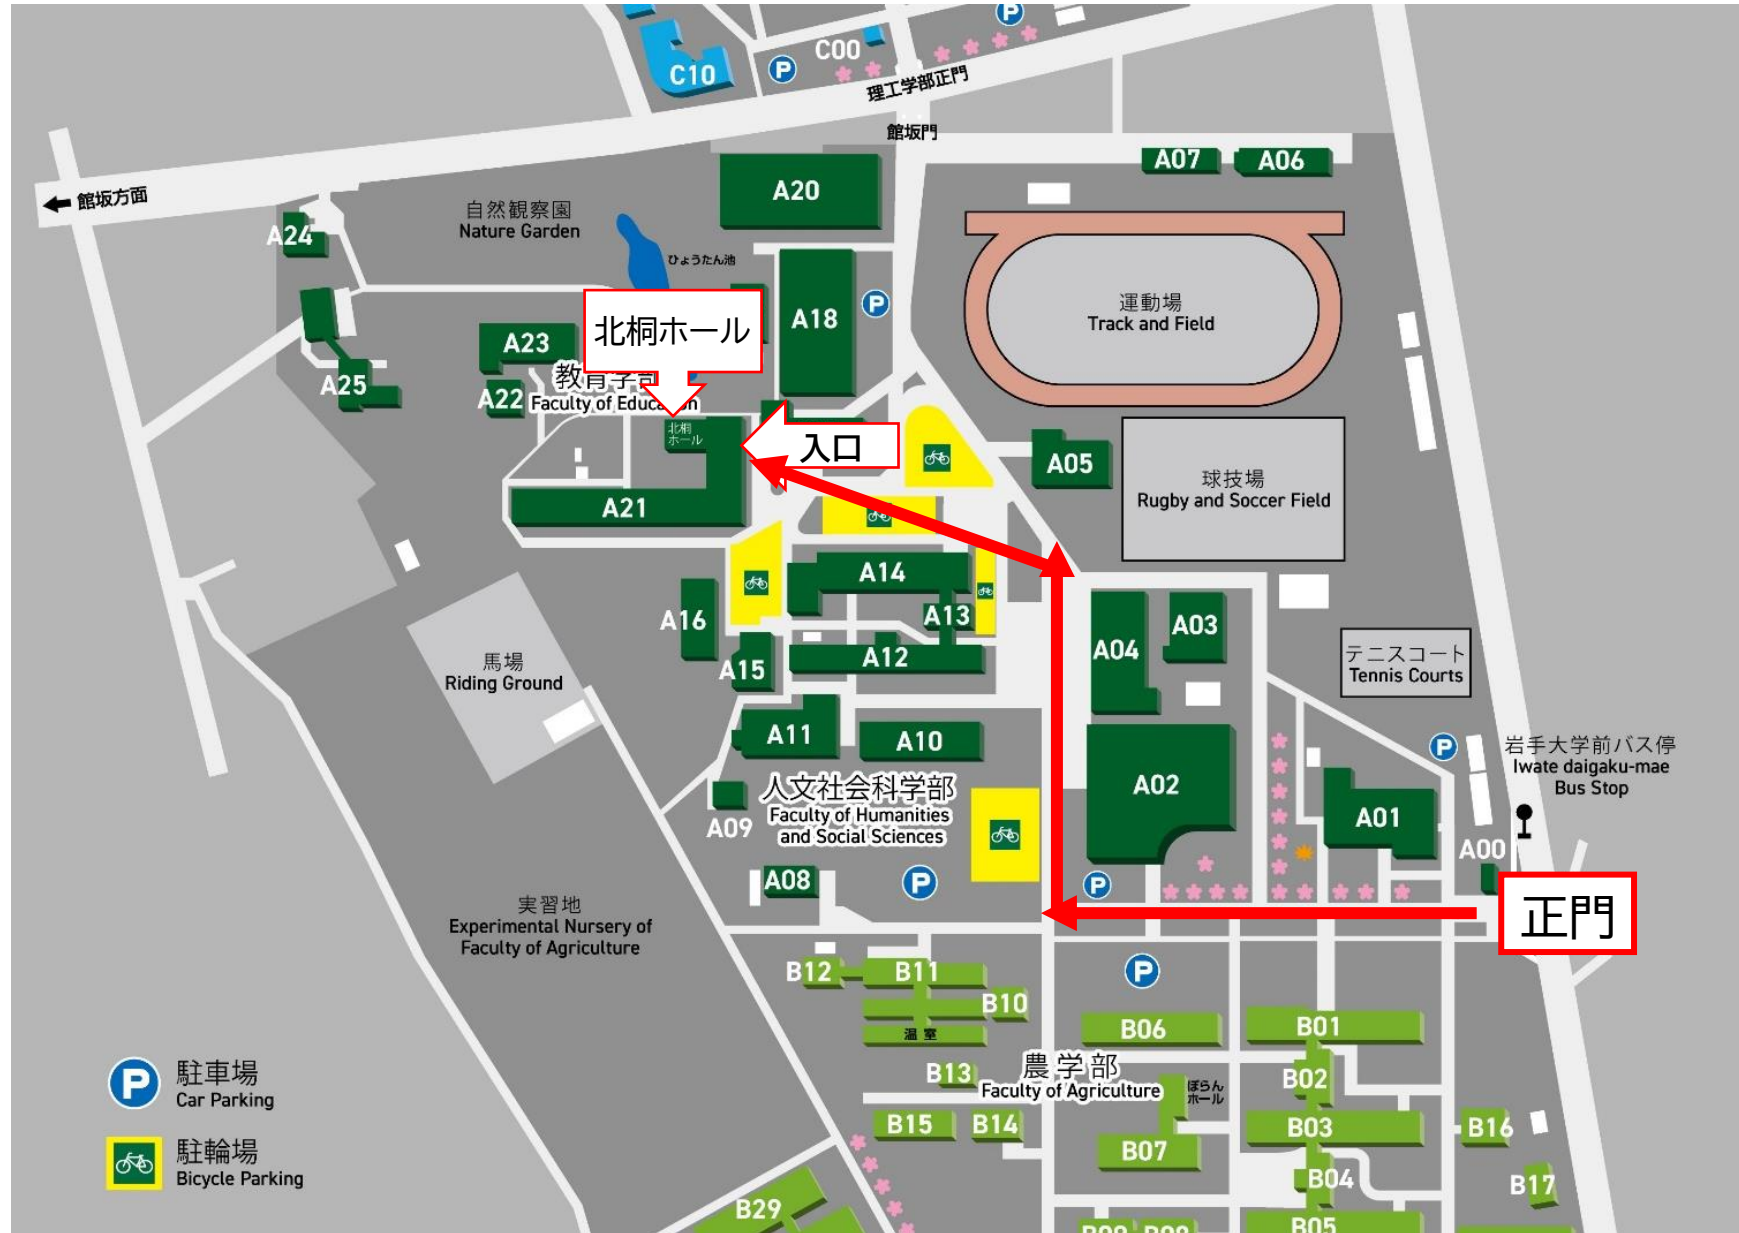 C10
C00
理工学部正門
館坂門
館坂方面
A20
A07
A06
自然観察園
Nature Garden
ひょうたん池
A24
A18
運動場
Track and Field
北桐ホール
A23
A25
A22
教育学部
Faculty of Education
北桐
ホール
入口
A05
球技場
Rugby and Soccer Field
A21
A14
A13
A16
A15
A12
A04
A03
馬場
Riding Ground
テニスコート
Tennis Courts
A11
A10
岩手大学前バス停
Iwate daigaku-mae
Bus Stop
人文社会科学部
Faculty of Humanities
and Social Sciences
A09
A02
A01
A00
A08
実習地
Experimental Nursery of
Faculty of Agriculture
正門
B12
B11
B10
温室
B06
B01
農学部
Faculty of Agriculture
B13
ぽらん
ホール
B02
B15
B14
B07
B03
B16
B04
B17
B29
B05
P
駐車場
Car Parking
駐輪場
Bicycle Parking